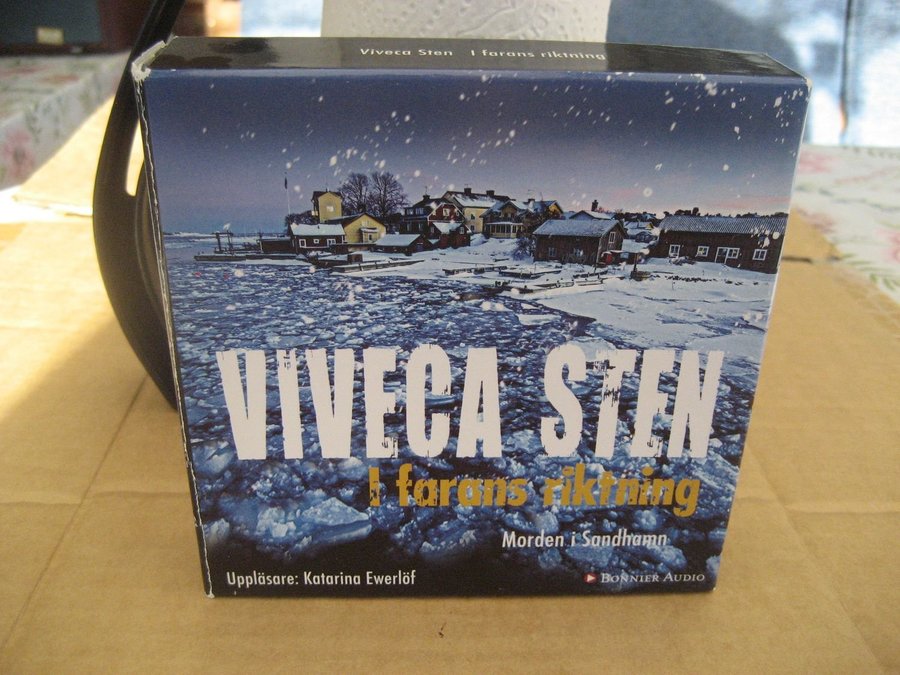 Viveca Sten I farans riktning
VIVECA STEN
I farans riktning
Morden i Sandhamn
Uppläsare: Katarina Ewerlöf
BONNIER AUDIO